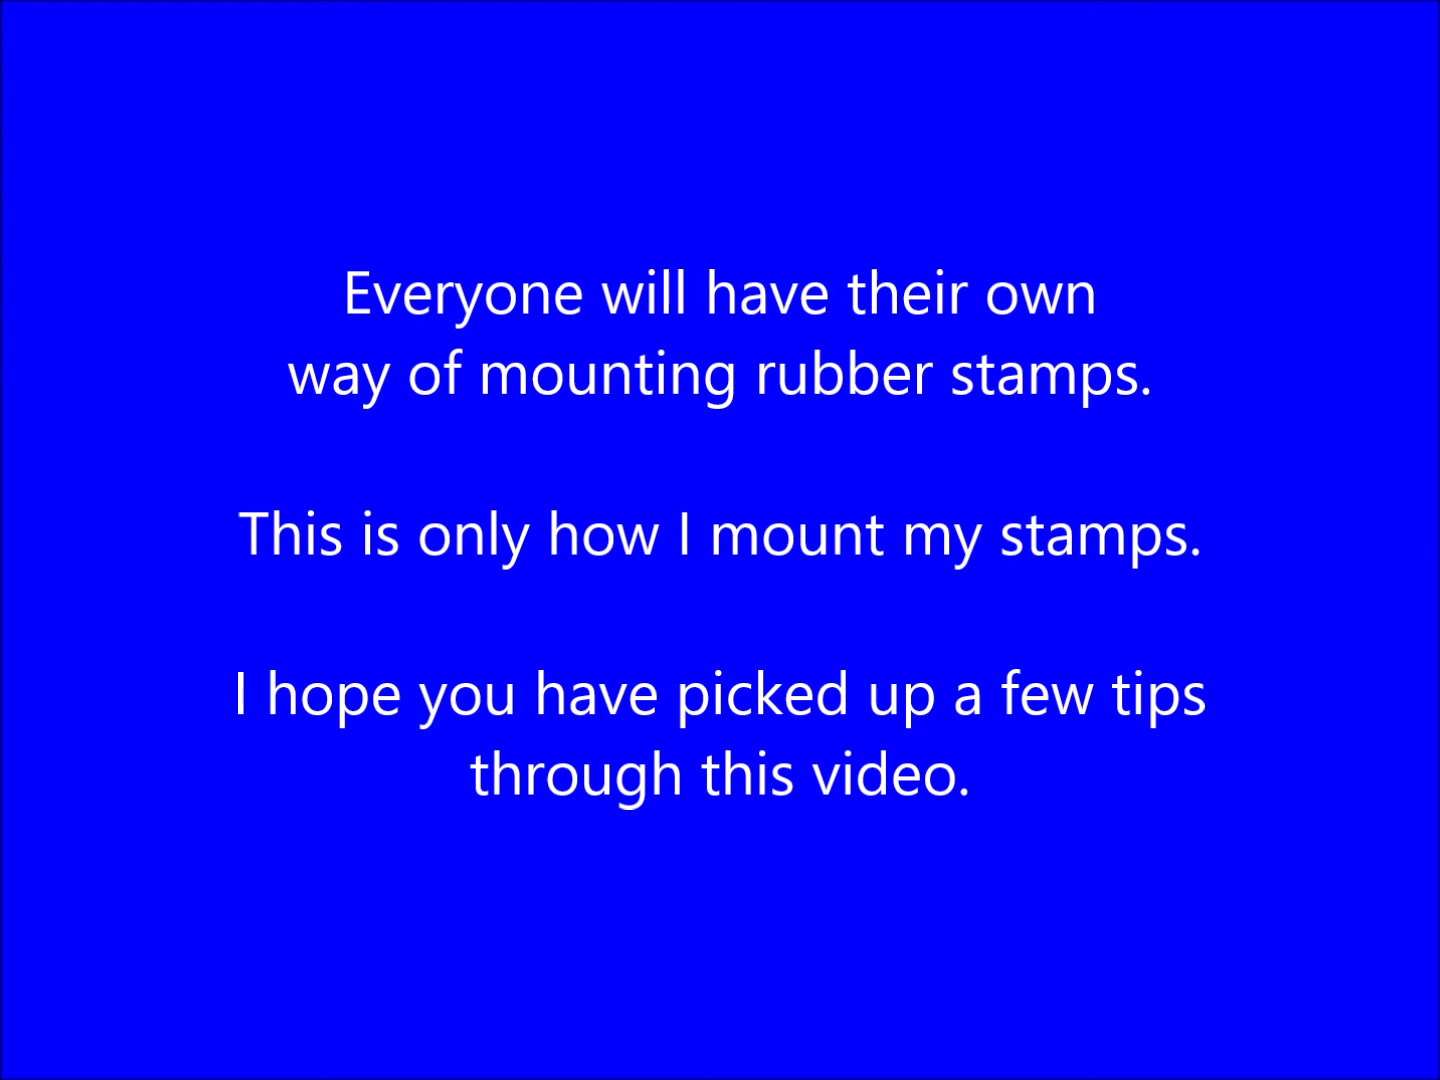 Everyone will have their own
way of mounting rubber stamps.
This is only how I mount my stamps.
I hope you have picked up a few tips
through this video.